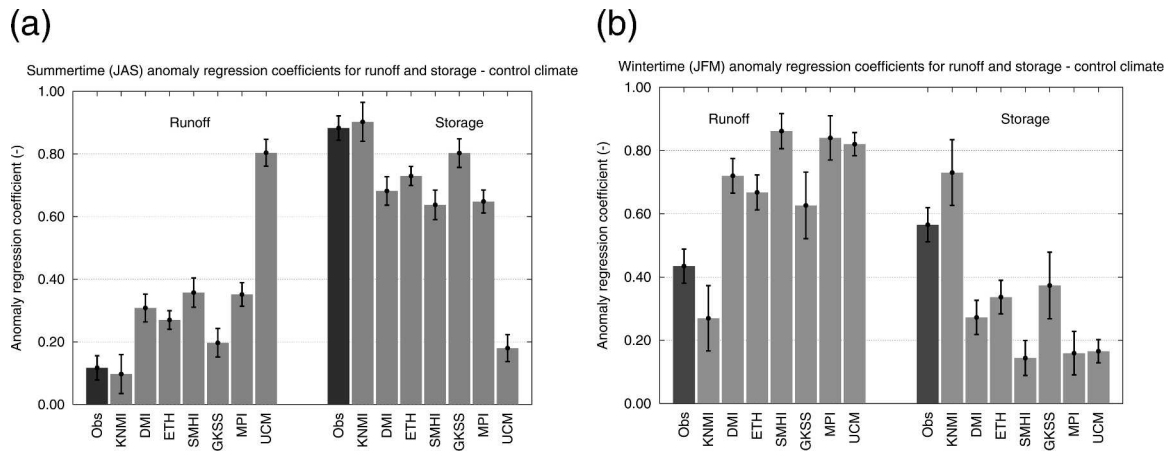 (a)
Summertime (JAS) anomaly regression coefficients for runoff and storage - control climate
Anomaly regression coefficient (-)
1.00
0.80
0.60
0.40
0.20
0.00
Runoff
Storage
Obs
KNMI
DMI
ETH
SMHI
GKSS
MPI
UCM
Obs
KNMI
DMI
ETH
SMHI
GKSS
MPI
UCM
(b)
Wintertime (JFM) anomaly regression coefficients for runoff and storage - control climate
Anomaly regression coefficient (-)
1.00
0.80
0.60
0.40
0.20
0.00
Runoff
Storage
Obs
KNMI
DMI
ETH
SMHI
GKSS
MPI
UCM
Obs
KNMI
DMI
ETH
SMHI
GKSS
MPI
UCM